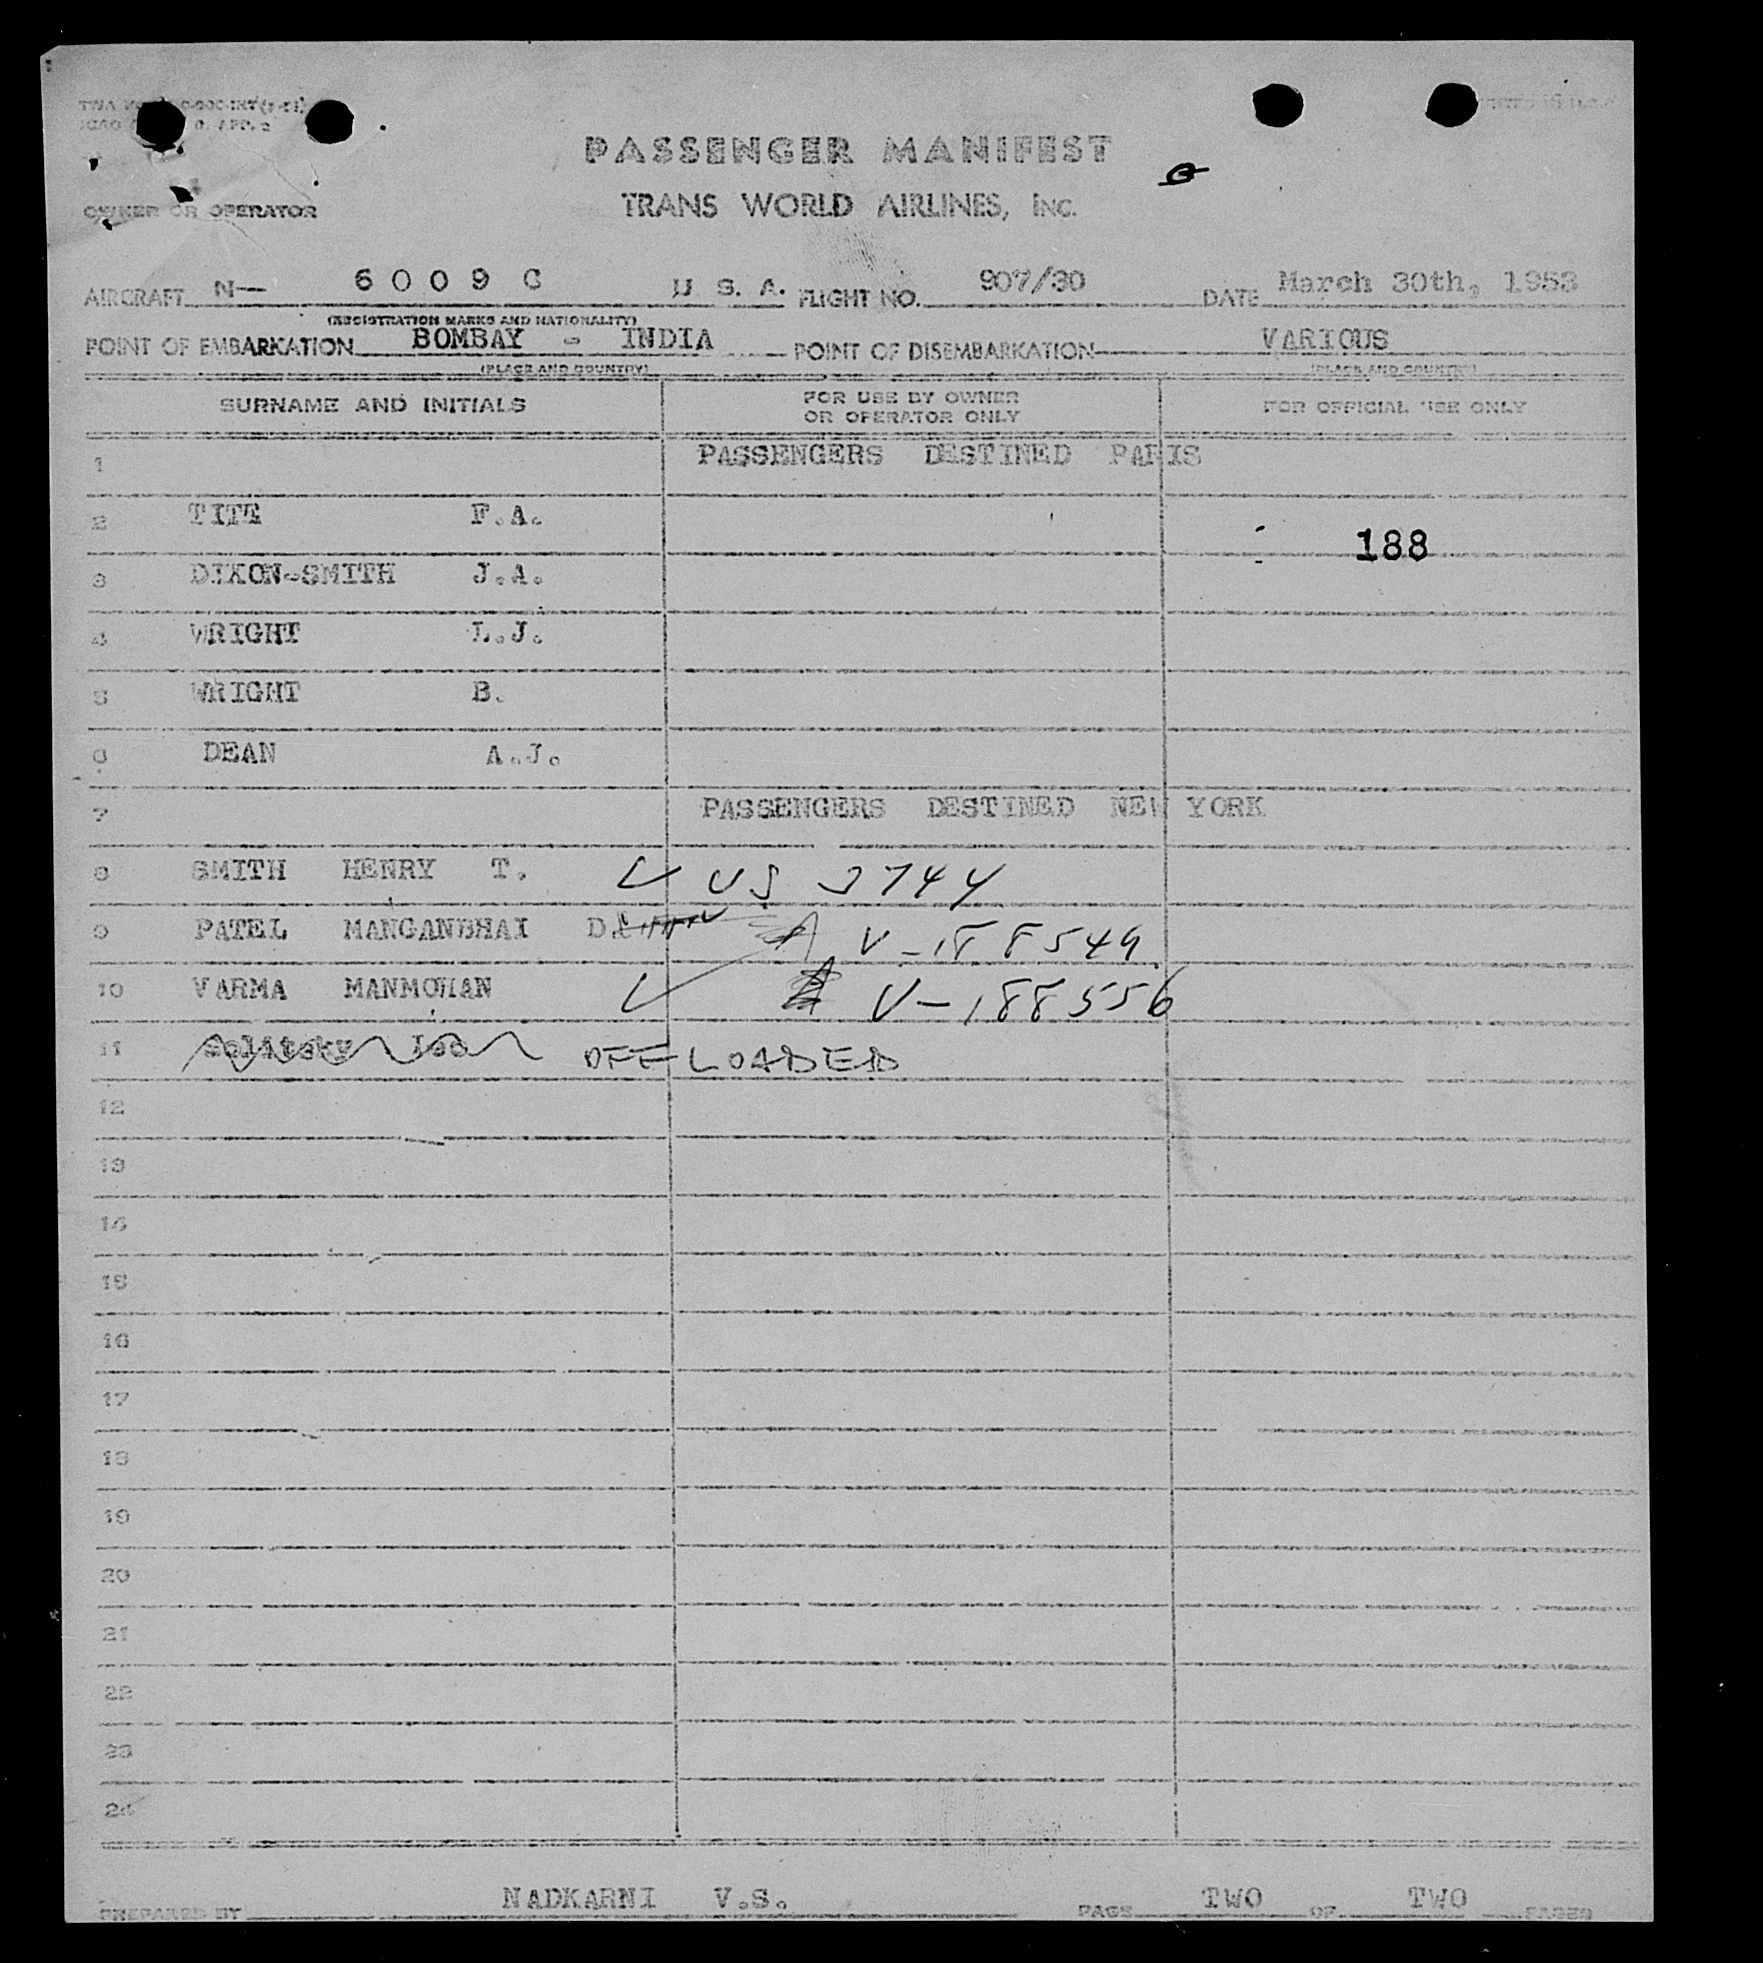 PASSENGER MANIFEST
TRANS WORLD AIRLINES, INC.
OWNER OR OPERATOR
AIRCRAFT N— 6009C U.S.A. FLIGHT NO. 907/30 DATE March 30th, 1953
(REGISTRATION MARKS AND NATIONALITY)
POINT OF EMBARKATION BOMBAY - INDIA POINT OF DISEMBARKATION VARIOUS
(PLACE AND COUNTRY) (PLACE AND COUNTRY)
SURNAME AND INITIALS FOR USE BY OWNER OR OPERATOR ONLY FOR OFFICIAL USE ONLY
1 PASSENGERS DESTINED PARIS
2 TITE F.A.
188
3 DIXON-SMITH J.A.
4 WRIGHT L.J.
5 WRIGHT B.
6 DEAN A.J.
7 PASSENGERS DESTINED NEW YORK
8 SMITH HENRY T. US 3744
9 PATEL MANGANBHAI D V-188549
10 VARMA MANMOHAN V-188556
11 OFFLOADED
12
13
14
15
16
17
18
19
20
21
22
23
24
PREPARED BY NADKARNI V.S. PAGE TWO OF TWO PAGES